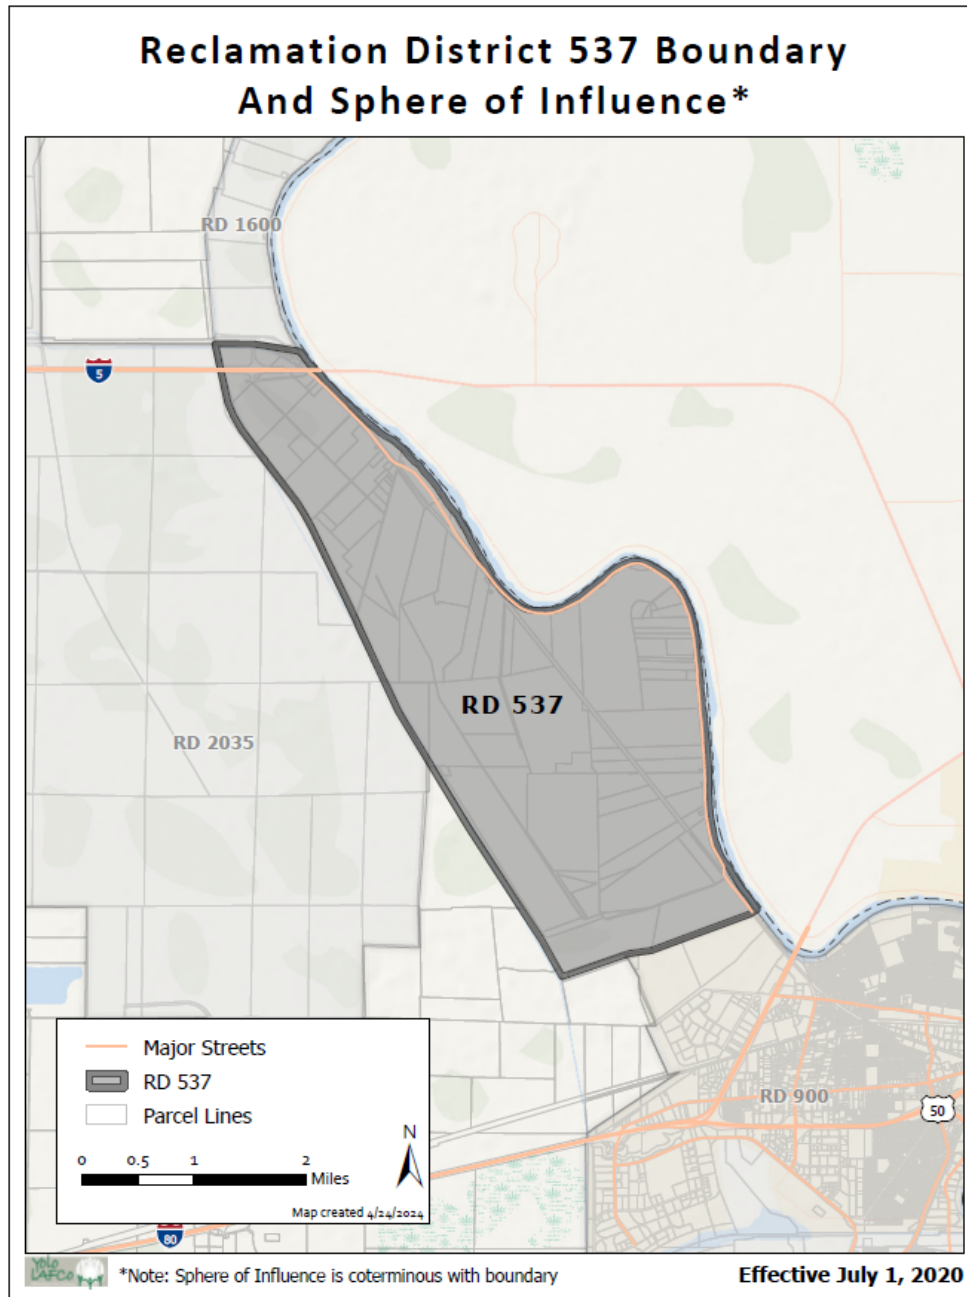 Reclamation District 537 Boundary
And Sphere of Influence*
RD 1600
5
RD 537
RD 2035
Major Streets
RD 537
Parcel Lines
N
0 0.5 1 2
Miles
Map created 4/24/2024
RD 900
50
80
Yolo
LAFCo
*Note: Sphere of Influence is coterminous with boundary
Effective July 1, 2020